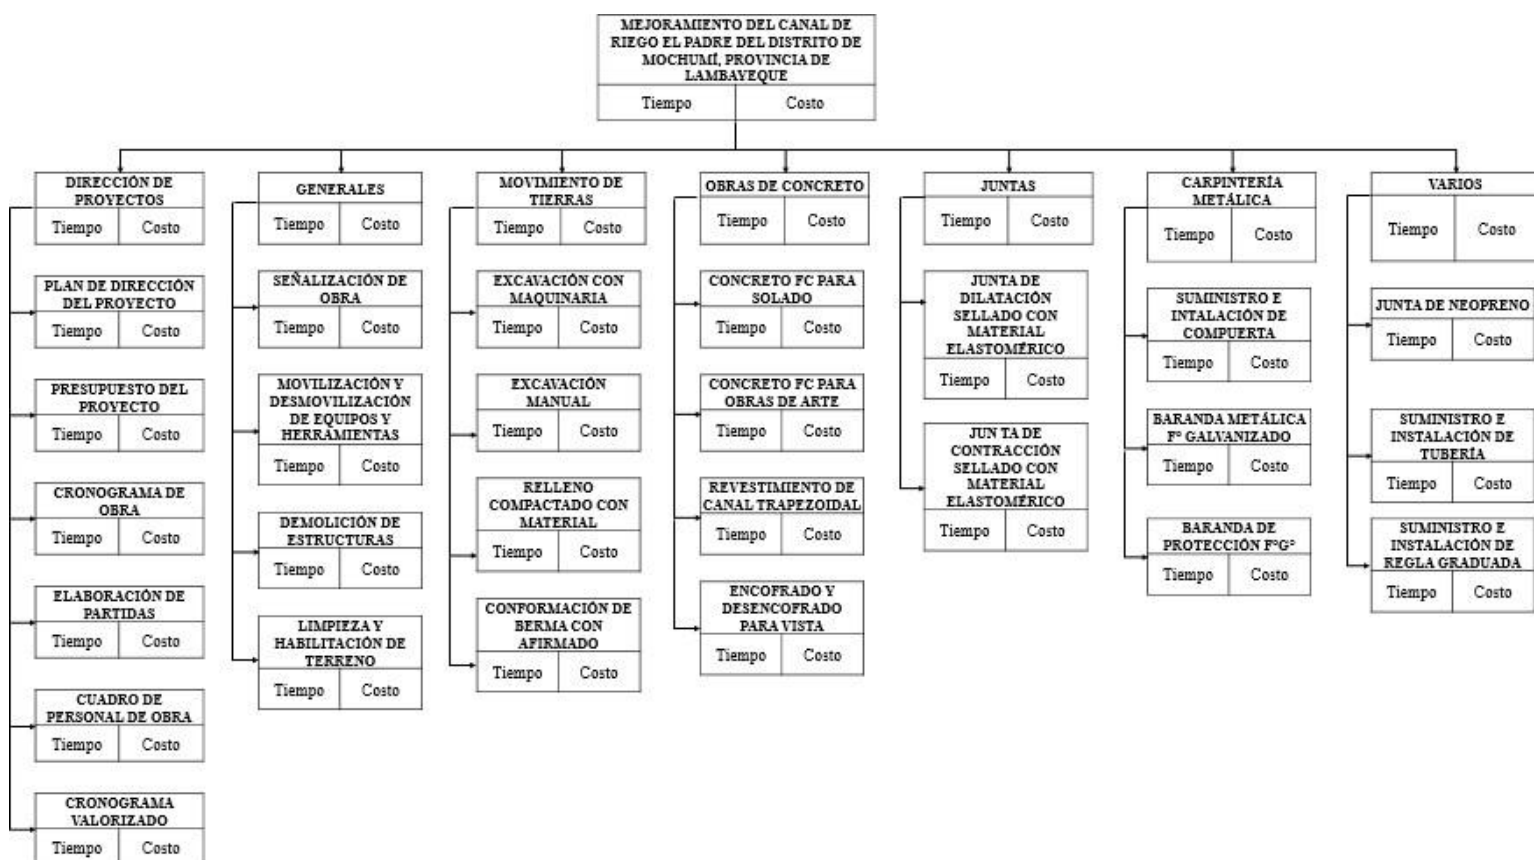 MEJORAMIENTO DEL CANAL DE
RIEGO EL PADRE DEL DISTRITO DE
MOCHUMÍ, PROVINCIA DE
LAMBAYEQUE
Tiempo Costo
DIRECCIÓN DE
PROYECTOS
Tiempo Costo
PLAN DE DIRECCIÓN
DEL PROYECTO
Tiempo Costo
PRESUPUESTO DEL
PROYECTO
Tiempo Costo
CRONOGRAMA DE
OBRA
Tiempo Costo
ELABORACIÓN DE
PARTIDAS
Tiempo Costo
CUADRO DE
PERSONAL DE OBRA
Tiempo Costo
CRONOGRAMA
VALORIZADO
Tiempo Costo
GENERALES
Tiempo Costo
SEÑALIZACIÓN DE
OBRA
Tiempo Costo
MOVILIZACIÓN Y
DESMOVILIZACIÓN
DE EQUIPOS Y
HERRAMIENTAS
Tiempo Costo
DEMOLICIÓN DE
ESTRUCTURAS
Tiempo Costo
LIMPIEZA Y
HABILITACIÓN DE
TERRENO
Tiempo Costo
MOVIMIENTO DE
TIERRAS
Tiempo Costo
EXCAVACIÓN CON
MAQUINARIA
Tiempo Costo
EXCAVACIÓN
MANUAL
Tiempo Costo
RELLENO
COMPACTADO CON
MATERIAL
Tiempo Costo
CONFORMACIÓN DE
BERMA CON
AFIRMADO
Tiempo Costo
OBRAS DE CONCRETO
Tiempo Costo
CONCRETO FC PARA
SOLADO
Tiempo Costo
CONCRETO FC PARA
OBRAS DE ARTE
Tiempo Costo
REVESTIMIENTO DE
CANAL TRAPEZOIDAL
Tiempo Costo
ENCOFRADO Y
DESENCOFRADO
PARA VISTA
Tiempo Costo
JUNTAS
Tiempo Costo
JUNTA DE
DILATACIÓN
SELLADO CON
MATERIAL
ELASTOMÉRICO
Tiempo Costo
JUN TA DE
CONTRACCIÓN
SELLADO CON
MATERIAL
ELASTOMÉRICO
Tiempo Costo
CARPINTERÍA
METÁLICA
Tiempo Costo
SUMINISTRO E
INTALACIÓN DE
COMPUERTA
Tiempo Costo
BARANDA METÁLICA
F° GALVANIZADO
Tiempo Costo
BARANDA DE
PROTECCIÓN F°G°
Tiempo Costo
VARIOS
Tiempo Costo
JUNTA DE NEOPRENO
Tiempo Costo
SUMINISTRO E
INSTALACIÓN DE
TUBERÍA
Tiempo Costo
SUMINISTRO E
INSTALACIÓN DE
REGLA GRADUADA
Tiempo Costo